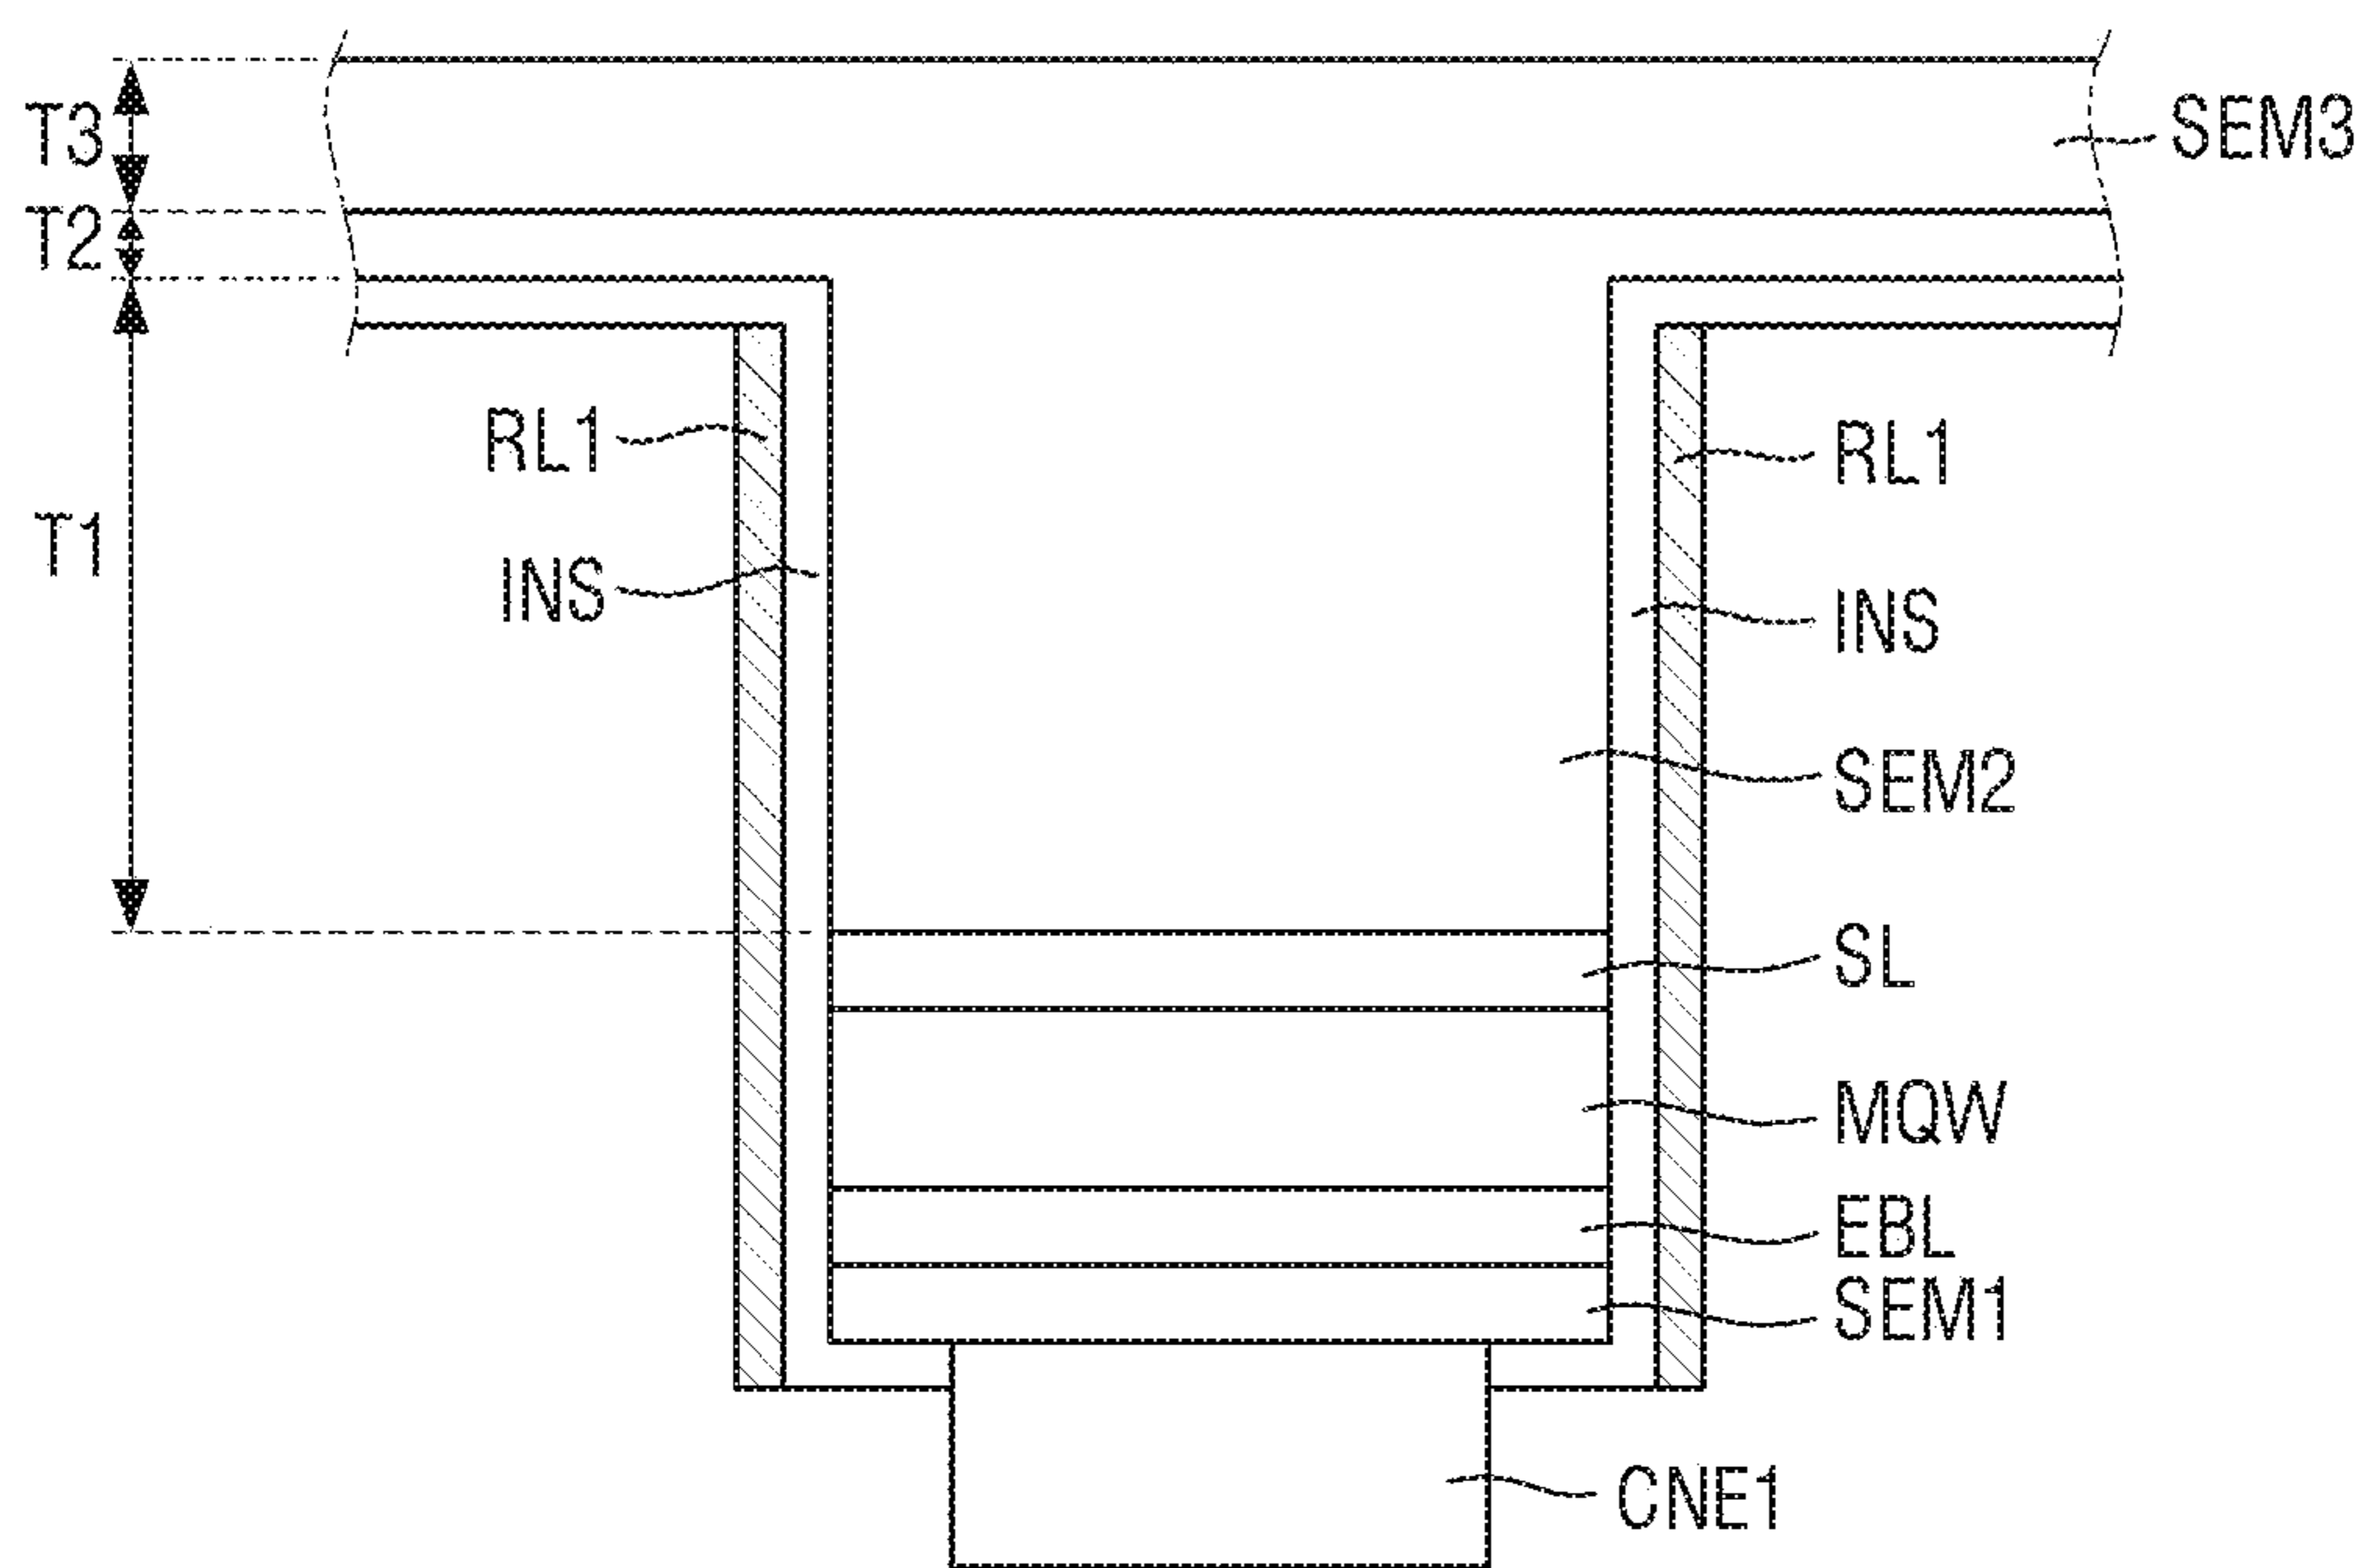 T3
SEM3
T2
RL1
RL1
T1
INS
INS
SEM2
SL
MQW
EBL
SEM1
CNE1